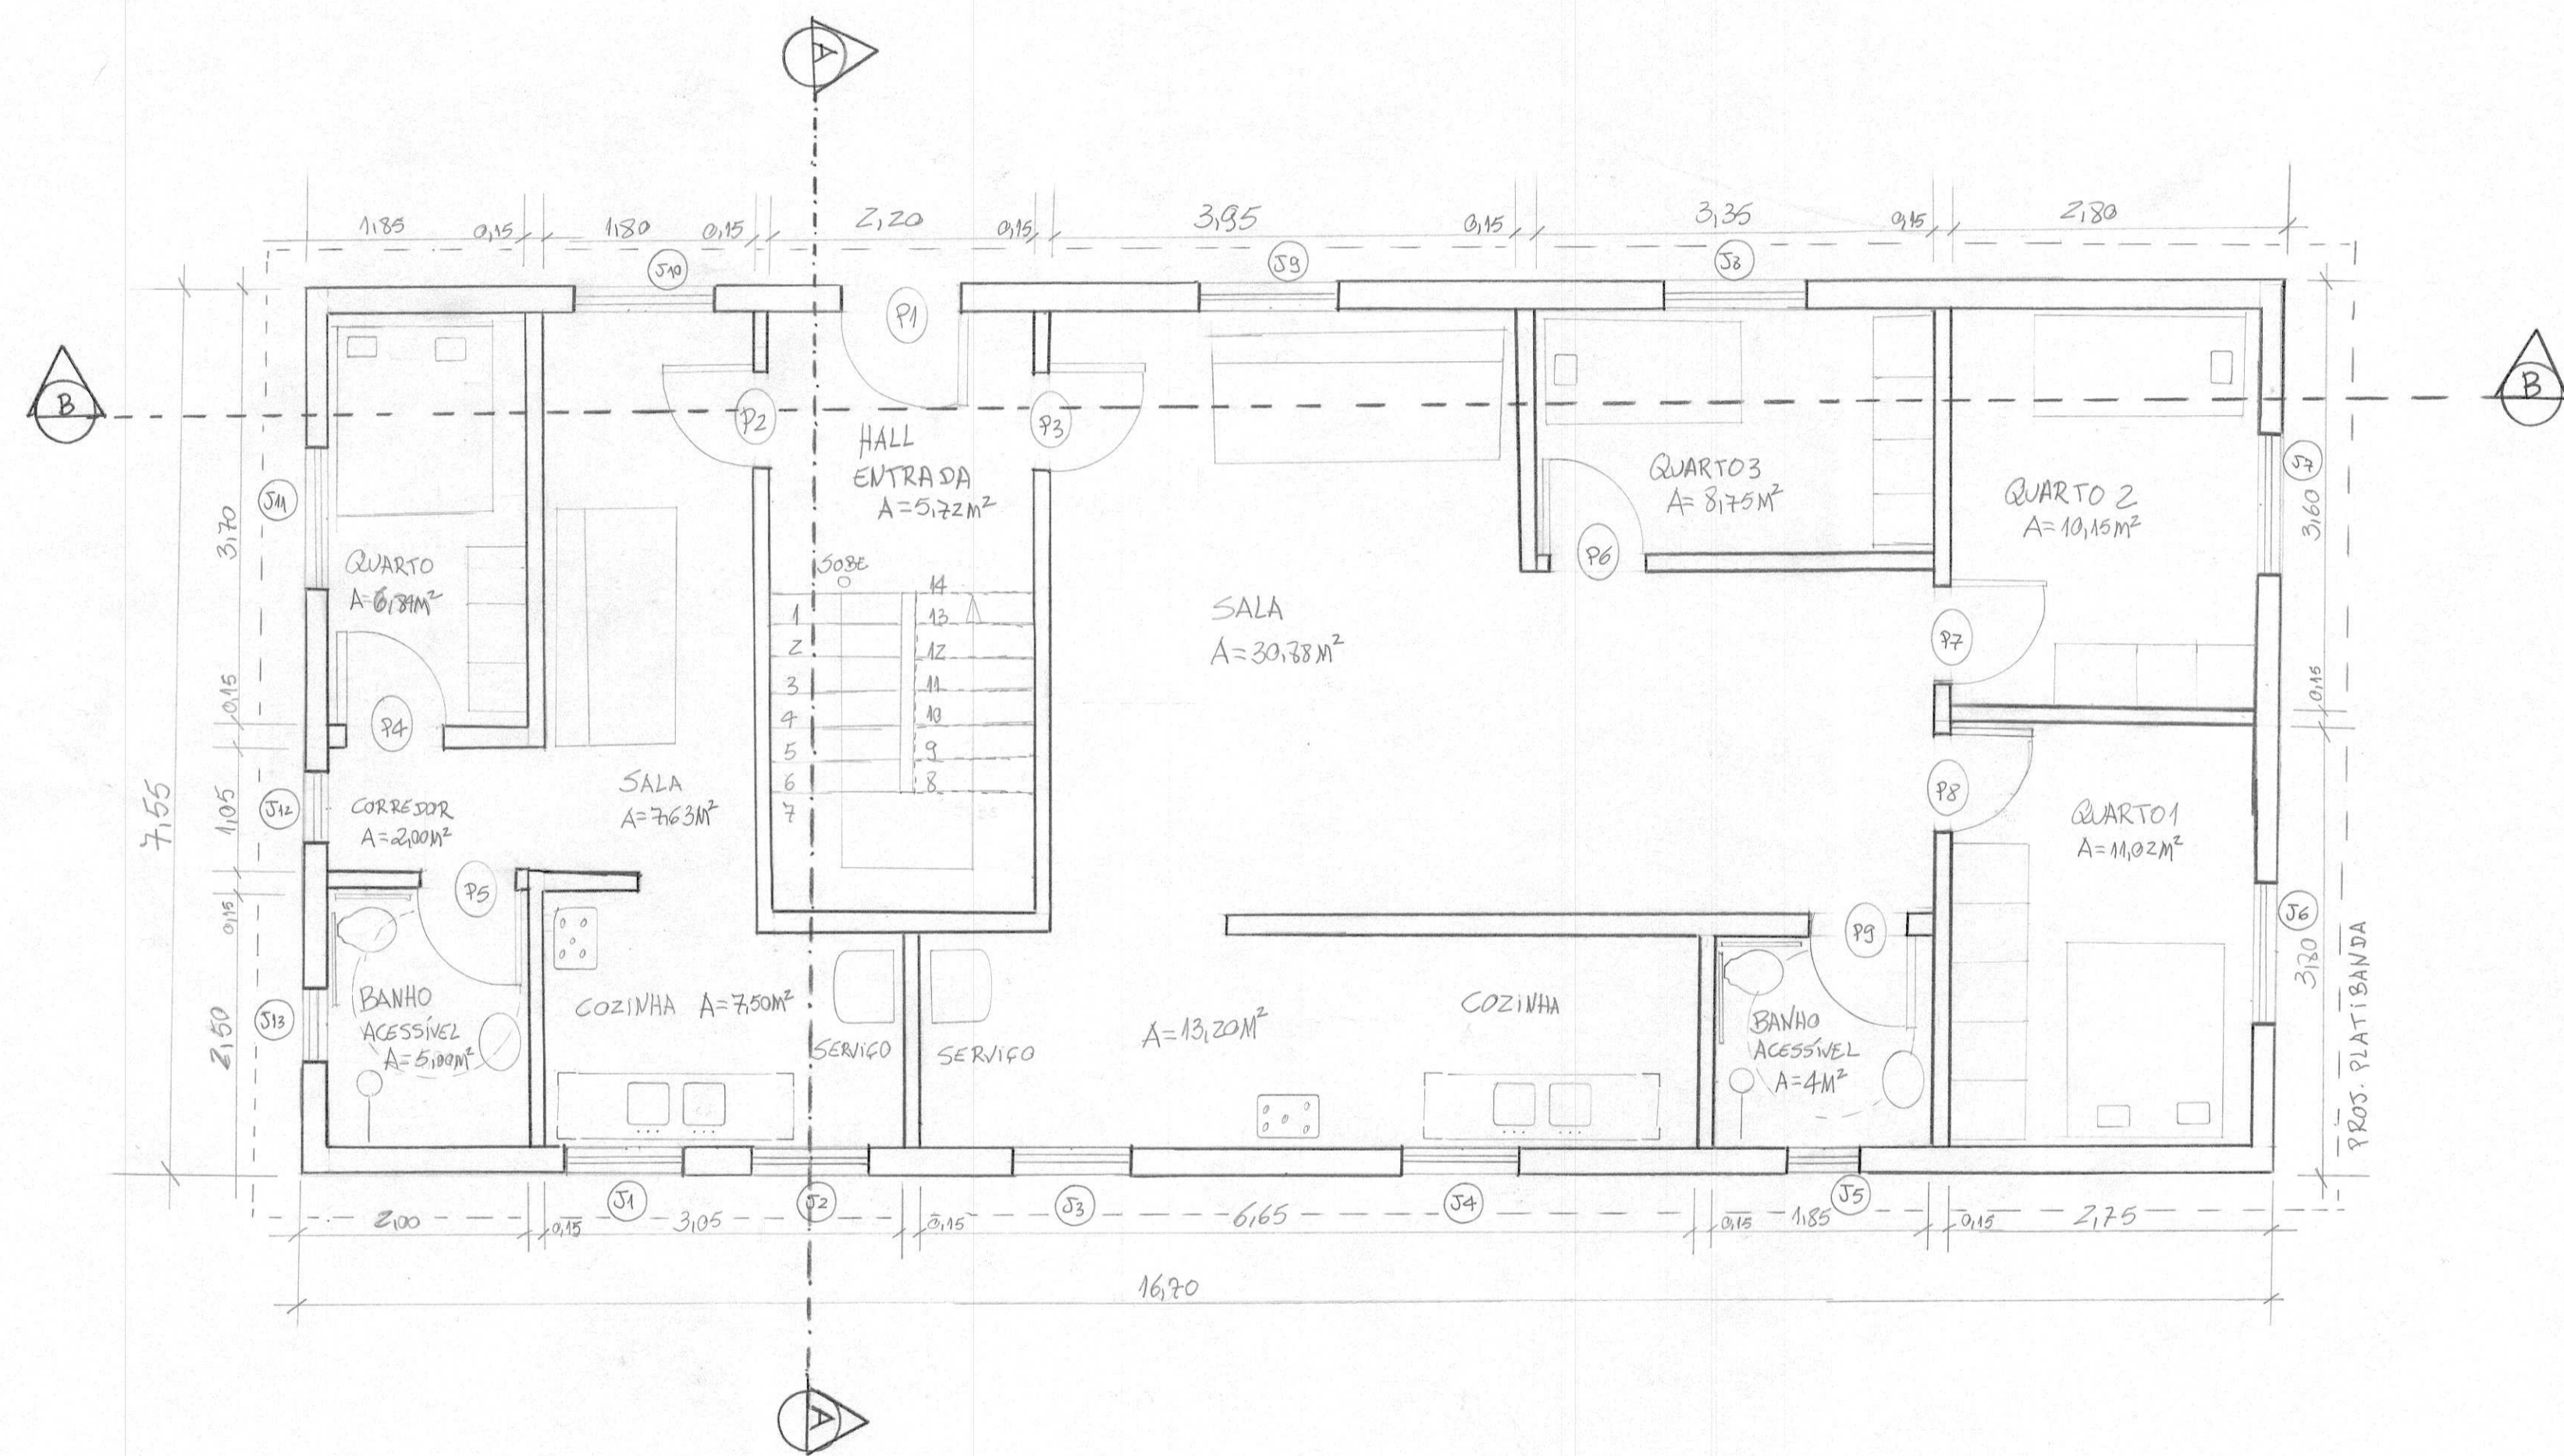 A
1,85
0,15
1,80
0,15
2,20
0,15
3,95
0,15
3,35
0,15
2,80
J10
J9
J8
P1
B
B
P2
P3
HALL
ENTRADA
A=5,72M²
QUARTO3
A=8,75M²
QUARTO 2
A=10,15M²
J7
3,60
J11
3,70
QUARTO
SOBE
14
1
13
2
12
3
11
4
10
5
9
6
8
7
SALA
A=30,78M²
P6
P7
0,15
0,15
P4
SALA
A=7,63M²
P8
QUARTO1
A=11,02M²
7,55
1,05
J12
CORREDOR
A=2,00M²
P5
0,15
P9
J6
3,80
PROJ. PLATIBANDA
2,50
J13
BANHO
ACESSÍVEL
A=5,00M²
COZINHA A=7,50M²
SERVIÇO
SERVIÇO
A=13,20M²
COZINHA
BANHO
ACESSÍVEL
A=4M²
J1
J2
J3
J4
J5
2,00
0,15
3,05
0,15
6,65
0,15
1,85
0,15
2,75
16,70
A